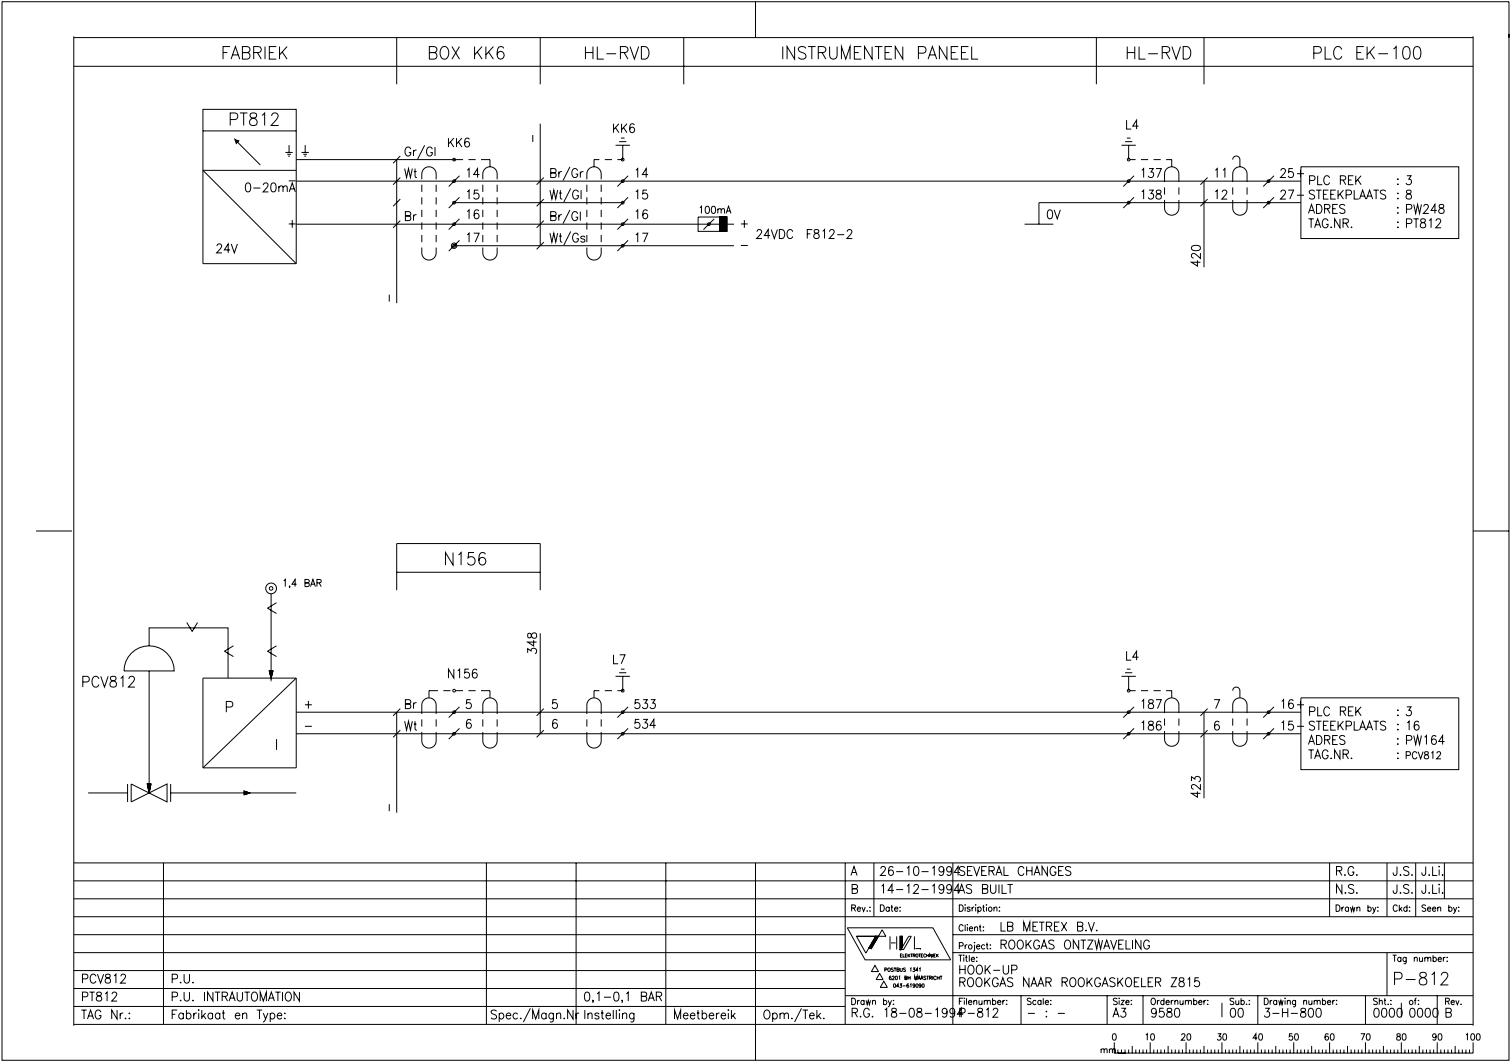 FABRIEK BOX KK6 HL-RVD INSTRUMENTEN PANEEL HL-RVD PLC EK-100
PT812
0-20mA
-
+
24V
Gr/Gl
KK6
Wt 14 Br/Gr 14
15 Wt/Gl 15
Br 16 Br/Gl 16
17 Wt/Gs 17
I
I
KK6
100mA
+
-
24VDC F812-2
0V
L4
137 11 25
138 12 27
420
PLC REK : 3
STEEKPLAATS : 8
ADRES : PW248
TAG.NR. : PT812
N156
1,4 BAR
PCV812
P
I
+
-
N156
348
L7
Br 5 5 533
Wt 6 6 534
I
L4
187 7 16
186 6 15
423
PLC REK : 3
STEEKPLAATS : 16
ADRES : PW164
TAG.NR. : PCV812
PCV812 P.U.
PT812 P.U. INTRAUTOMATION 0,1-0,1 BAR
TAG Nr.: Fabrikaat en Type: Spec./Magn.Nr Instelling Meetbereik Opm./Tek.
A 26-10-1994 SEVERAL CHANGES R.G. J.S. J.Li.
B 14-12-1994 AS BUILT N.S. J.S. J.Li.
Rev.: Date: Disription: Drawn by: Ckd: Seen by:
HVL
ELEKTROTECHNIEK
POSTBUS 1341
6201 BH MAASTRICHT
043-619090
Client: LB METREX B.V.
Project: ROOKGAS ONTZWAVELING
Title:
HOOK-UP
ROOKGAS NAAR ROOKGASKOELER Z815
Tag number:
P-812
Drawn by: Filenumber: Scale: Size: Ordernumber: Sub.: Drawing number: Sht.: of: Rev.
R.G. 18-08-1994 P-812 - : - A3 9580 00 3-H-800 0000 0000 B
0 10 20 30 40 50 60 70 80 90 100
mm